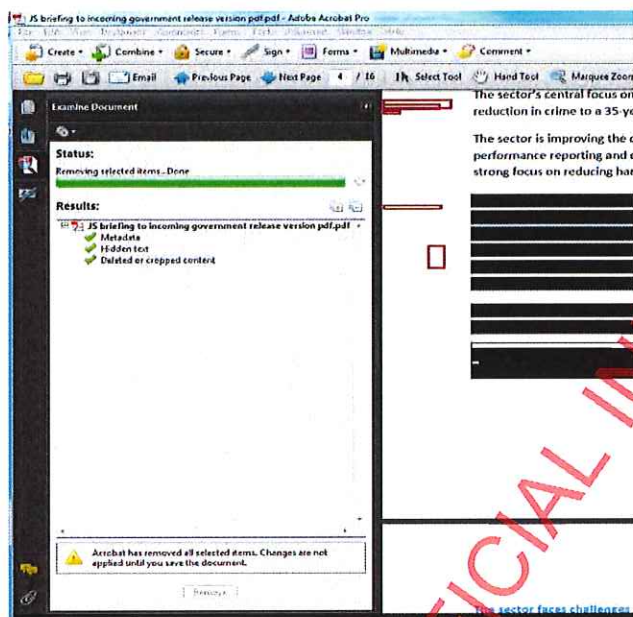 JS briefing to incoming government release version pdf.pdf - Adobe Acrobat Pro
Create Combine Secure Sign Forms Multimedia Comment
Email Previous Page Next Page 4 / 16 Select Tool Hand Tool Marquee Zoom
Examine Document
Status:
Removing selected items...Done
Results:
JS briefing to incoming government release version pdf.pdf
Metadata
Hidden text
Deleted or cropped content
Acrobat has removed all selected items. Changes are not
applied until you save the document.
Remove
The sector's central focus on
reduction in crime to a 35-ye
The sector is improving the
performance reporting and
strong focus on reducing har
The sector faces challenges
FICIAL